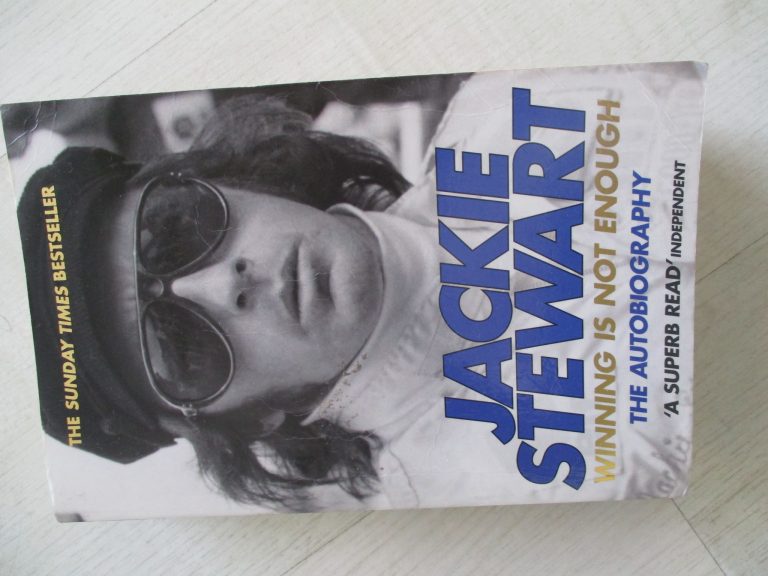 THE SUNDAY TIMES BESTSELLER
JACKIE
STEWART
WINNING IS NOT ENOUGH
THE AUTOBIOGRAPHY
'A SUPERB READ' INDEPENDENT